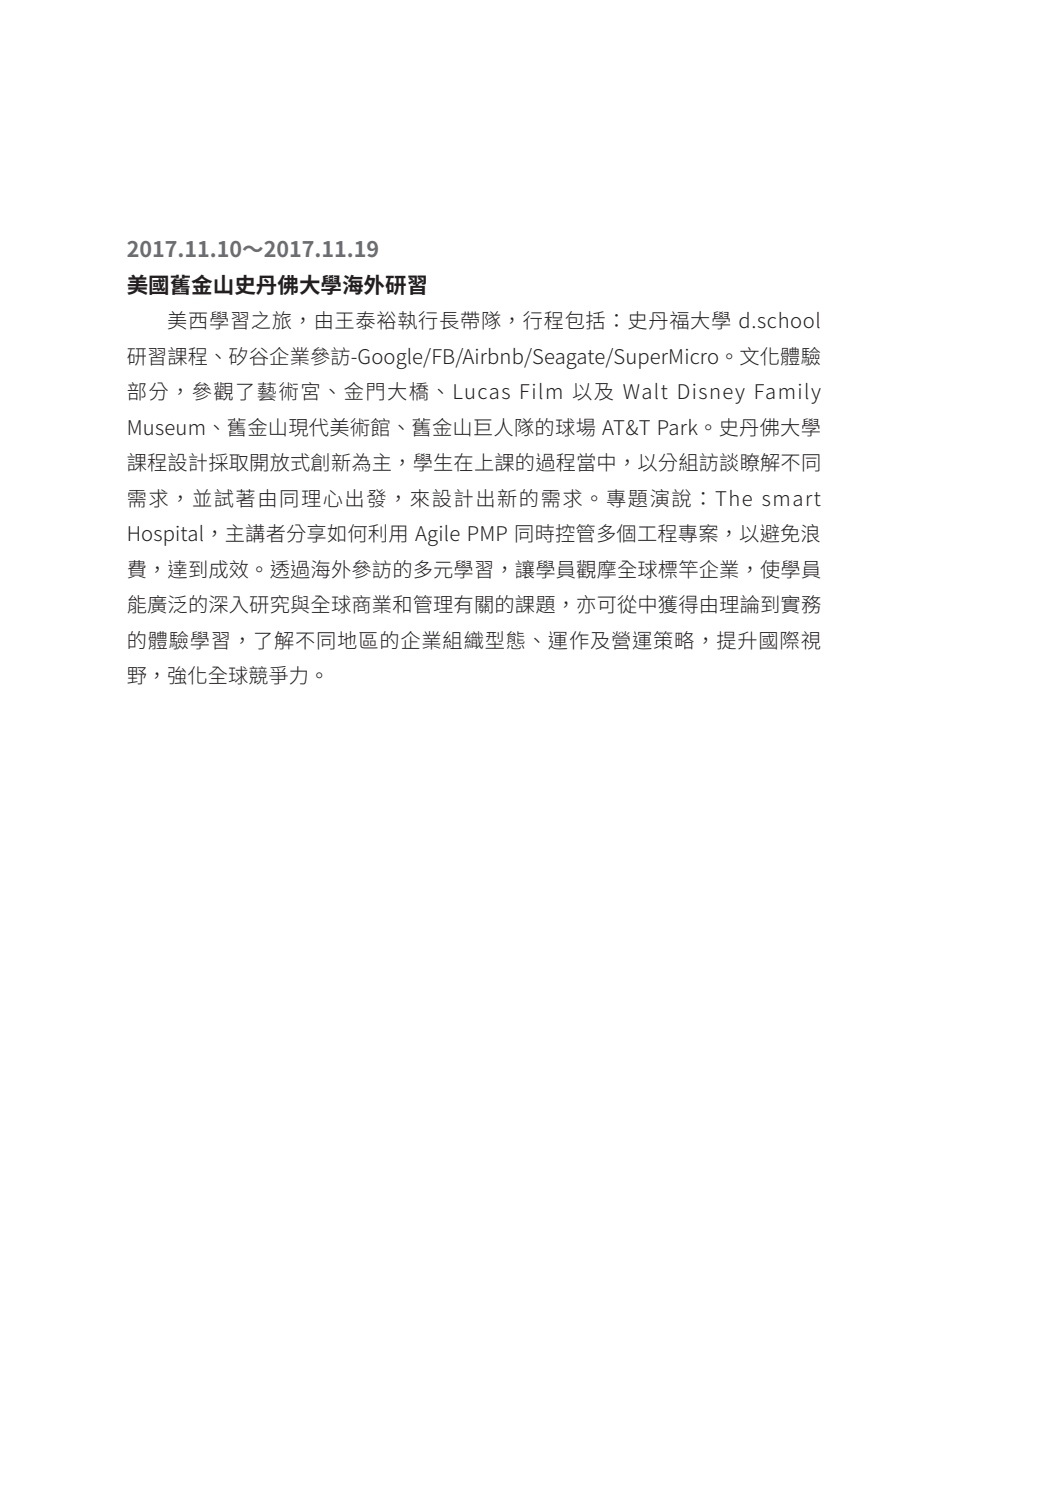 2017.11.10～2017.11.19
美國舊金山史丹佛大學海外研習
美西學習之旅，由王泰裕執行長帶隊，行程包括：史丹福大學 d.school
研習課程、矽谷企業參訪-Google/FB/Airbnb/Seagate/SuperMicro。文化體驗
部分，參觀了藝術宮、金門大橋、Lucas Film 以及 Walt Disney Family
Museum、舊金山現代美術館、舊金山巨人隊的球場 AT&T Park。史丹佛大學
課程設計採取開放式創新為主，學生在上課的過程當中，以分組訪談瞭解不同
需求，並試著由同理心出發，來設計出新的需求。專題演說：The smart
Hospital，主講者分享如何利用 Agile PMP 同時控管多個工程專案，以避免浪
費，達到成效。透過海外參訪的多元學習，讓學員觀摩全球標竿企業，使學員
能廣泛的深入研究與全球商業和管理有關的課題，亦可從中獲得由理論到實務
的體驗學習，了解不同地區的企業組織型態、運作及營運策略，提升國際視
野，強化全球競爭力。